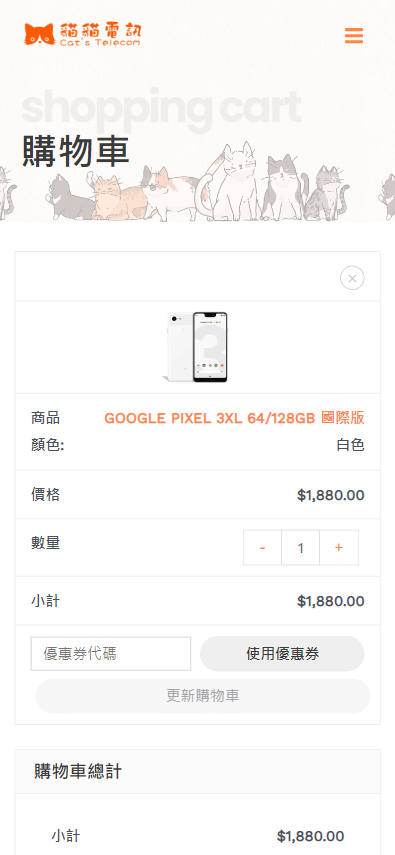 貓貓電訊
Cat's Telecom
shopping cart
購物車
×
3
商品 GOOGLE PIXEL 3XL 64/128GB 國際版
顏色: 白色
價格 $1,880.00
數量 - 1 +
小計 $1,880.00
優惠券代碼 使用優惠券
更新購物車
購物車總計
小計 $1,880.00